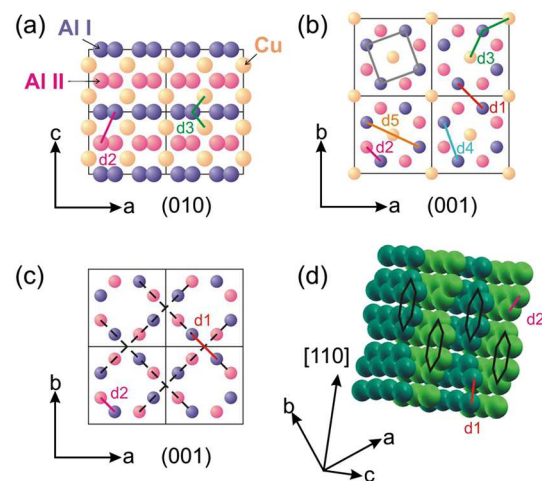 (a)
Al I
Cu
Al II
d3
d2
c
a
(010)
(b)
d3
d1
d5
d2
d4
b
a
(001)
(c)
d1
d2
b
a
(001)
(d)
d2
[110]
b
a
c
d1